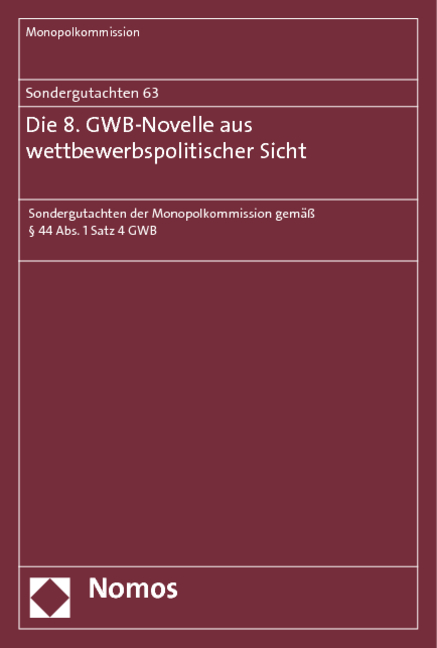 Monopolkommission
Sondergutachten 63
Die 8. GWB-Novelle aus
wettbewerbspolitischer Sicht
Sondergutachten der Monopolkommission gemäß
§ 44 Abs. 1 Satz 4 GWB
Nomos